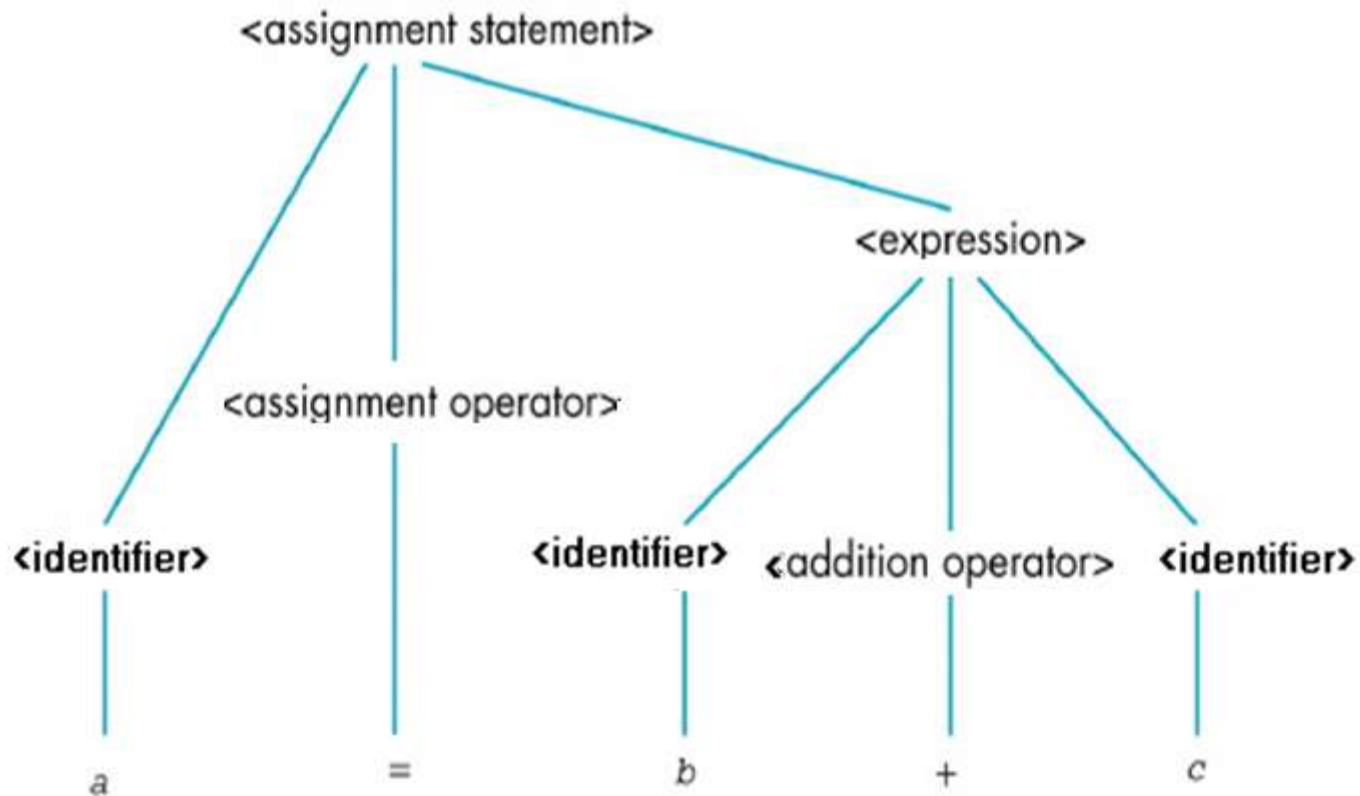 <assignment statement>
<expression>
<assignment operator>
<identifier> <identifier> <addition operator> <identifier>
a = b + c